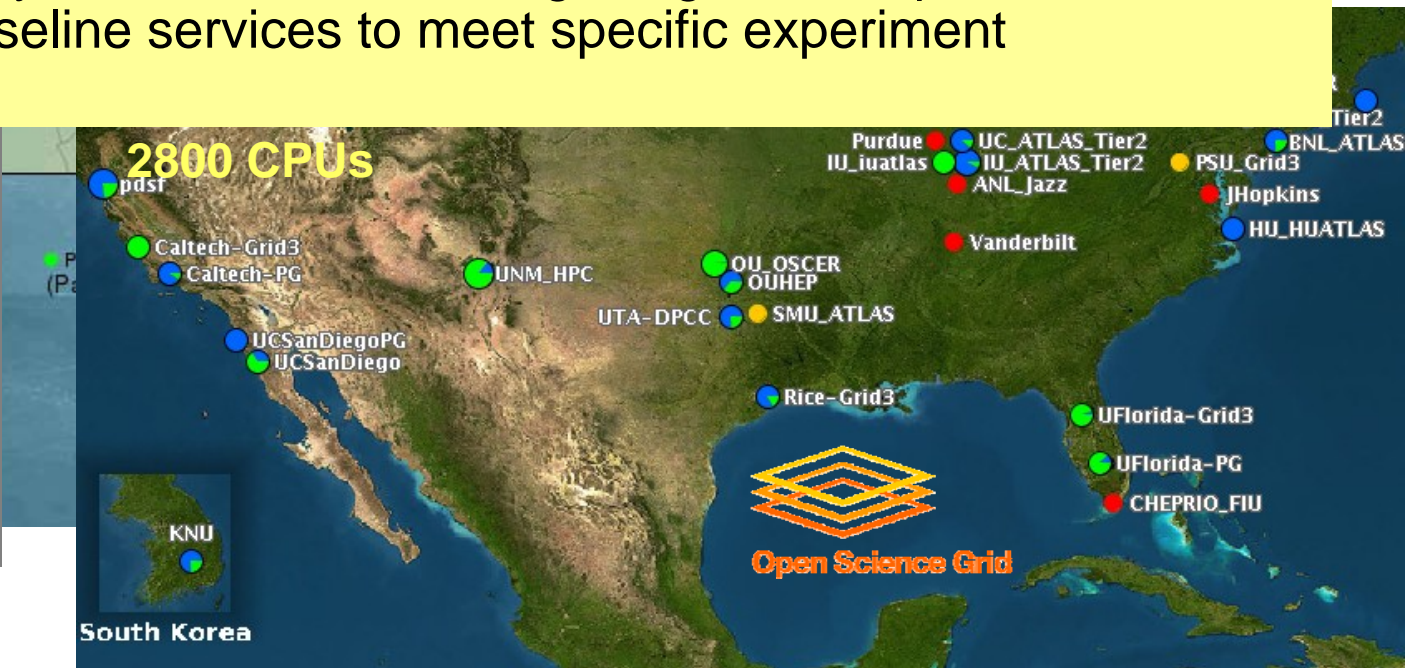 seline services to meet specific experiment
Tier2
2800 CPUs
Purdue
UC_ATLAS_Tier2
BNL_ATLAS
IU_iuatlas
IU_ATLAS_Tier2
PSU_Grid3
pdsf
ANL_Jazz
JHopkins
HU_HUATLAS
Vanderbilt
Caltech-Grid3
Caltech-PG
UNM_HPC
OU_OSCER
OUHEP
UTA-DPCC
SMU_ATLAS
UCSanDiegoPG
UCSanDiego
Rice-Grid3
UFlorida-Grid3
UFlorida-PG
CHEPRIO_FIU
KNU
Open Science Grid
South Korea